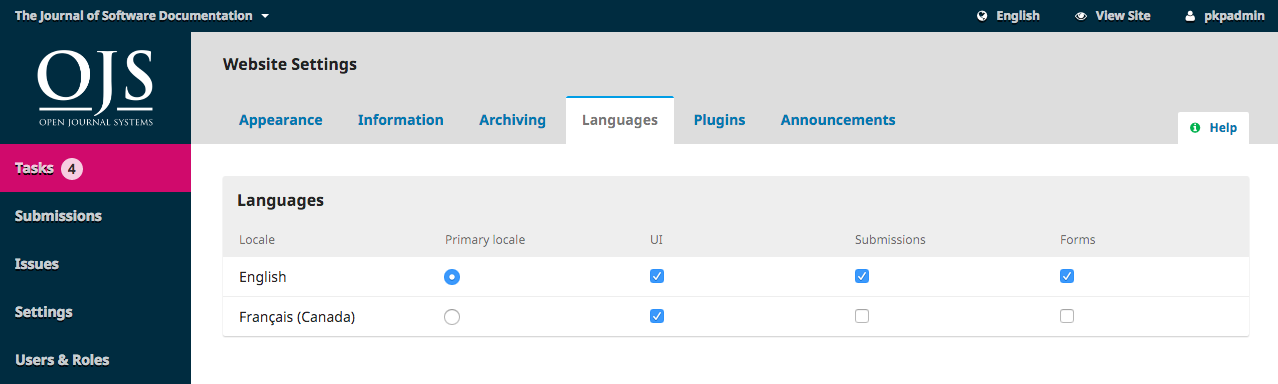 The Journal of Software Documentation English View Site pkpadmin
OJS
OPEN JOURNAL SYSTEMS
Website Settings
Appearance Information Archiving Languages Plugins Announcements
Help
Tasks 4
Submissions
Issues
Settings
Users & Roles
Languages
Locale Primary locale UI Submissions Forms
English
Français (Canada)